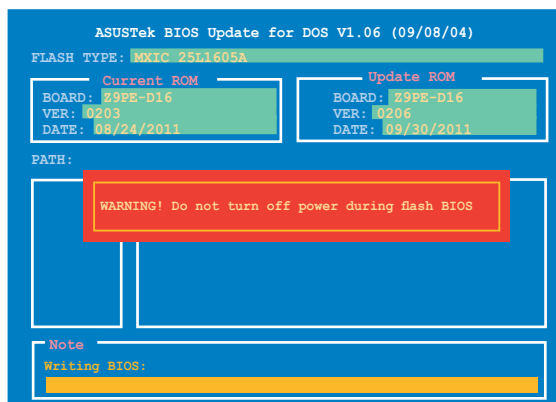 ASUSTek BIOS Update for DOS V1.06 (09/08/04)
FLASH TYPE: MXIC 25L1605A
Current ROM
BOARD: Z9PE-D16
VER: 0203
DATE: 08/24/2011
Update ROM
BOARD: Z9PE-D16
VER: 0206
DATE: 09/30/2011
PATH:
WARNING! Do not turn off power during flash BIOS
Note
Writing BIOS: